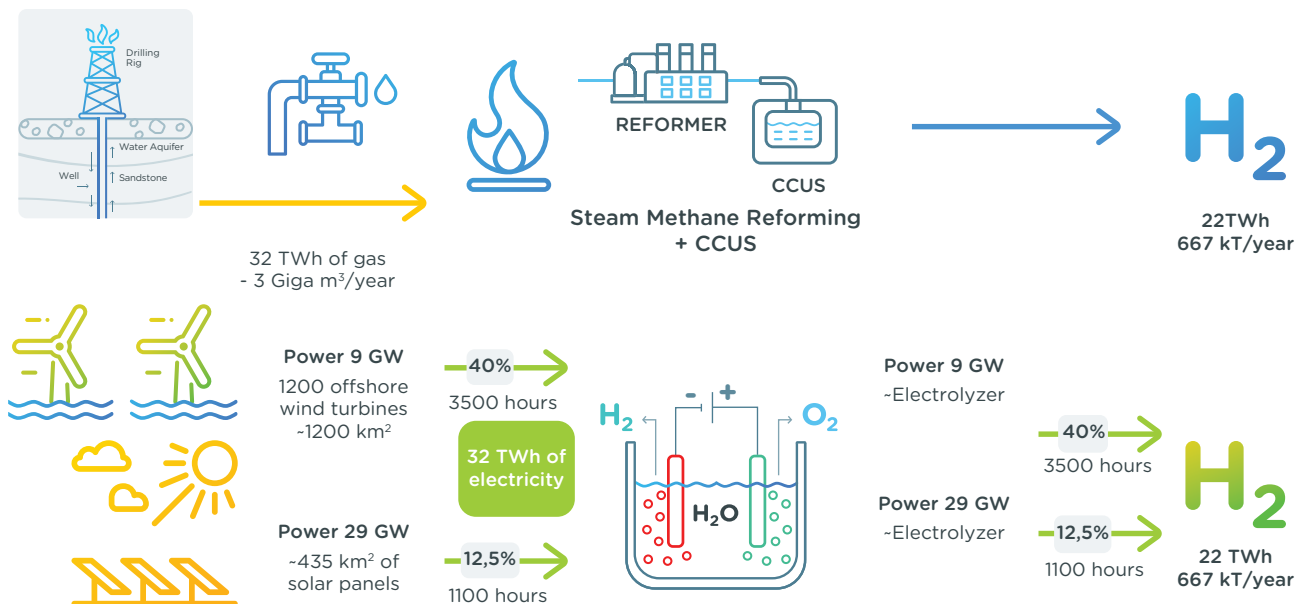 Drilling
Rig
Water Aquifer
Well
Sandstone
32 TWh of gas
- 3 Giga m³/year
REFORMER
CCUS
Steam Methane Reforming
+ CCUS
H₂
22TWh
667 kT/year
Power 9 GW
1200 offshore
wind turbines
~1200 km²
40%
3500 hours
32 TWh of
electricity
Power 29 GW
~435 km² of
solar panels
12,5%
1100 hours
H₂
- +
O₂
H₂O
Power 9 GW
~Electrolyzer
40%
3500 hours
Power 29 GW
~Electrolyzer
12,5%
1100 hours
H₂
22 TWh
667 kT/year